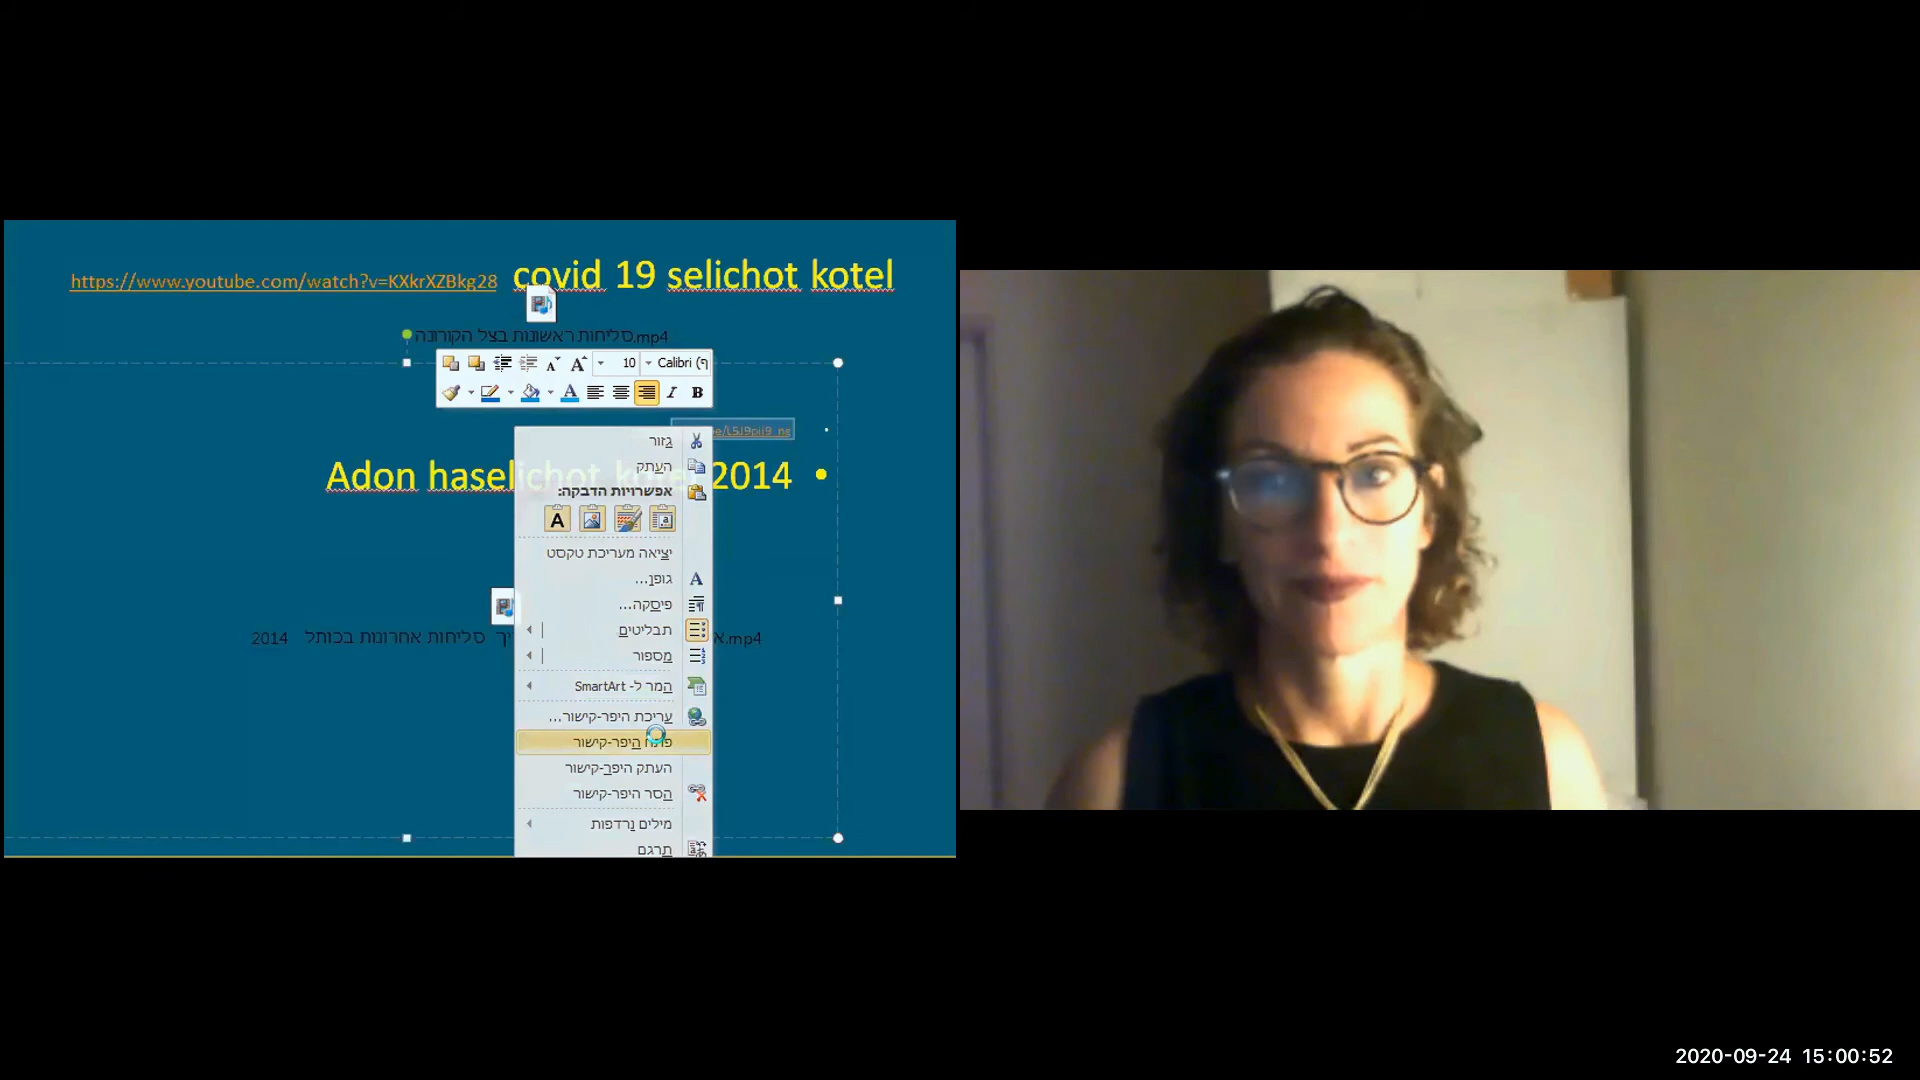 covid 19 selichot kotel https://www.youtube.com/watch?v=KXkrXZBkg28
סליחות ראשונות בצל הקורונה.mp4
10 Calibri
B I A
be/L5J9pii9_ng
• Adon haselichot kotel 2014
גזור
העתק
אפשרויות הדבקה:
יציאה מעריכת טקסט
גופן...
פיסקה...
תבליטים
מספור
סליחות אחרונות בכותל 2014
.mp4
המר ל- SmartArt
עריכת היפר-קישור...
פתח היפר-קישור
העתק היפר-קישור
הסר היפר-קישור
מילים נרדפות
תרגם
2020-09-24 15:00:52